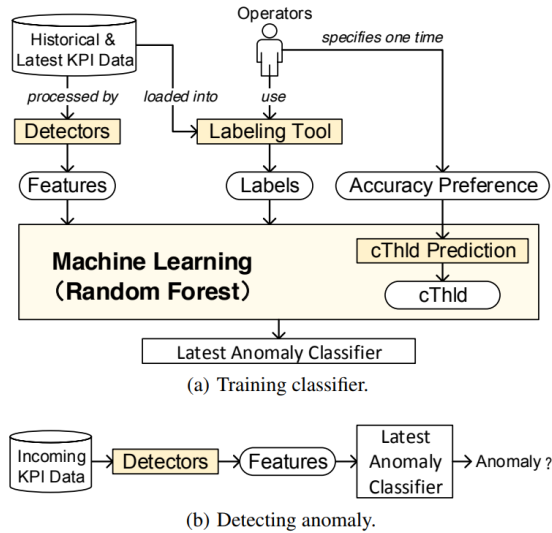 Historical &
Latest KPI Data
Operators
specifies one time
processed by
loaded into
use
Detectors
Labeling Tool
Features
Labels
Accuracy Preference
Machine Learning
（Random Forest）
cThld Prediction
cThld
Latest Anomaly Classifier
(a) Training classifier.
Incoming
KPI Data
Detectors
Features
Latest
Anomaly
Classifier
Anomaly？
(b) Detecting anomaly.